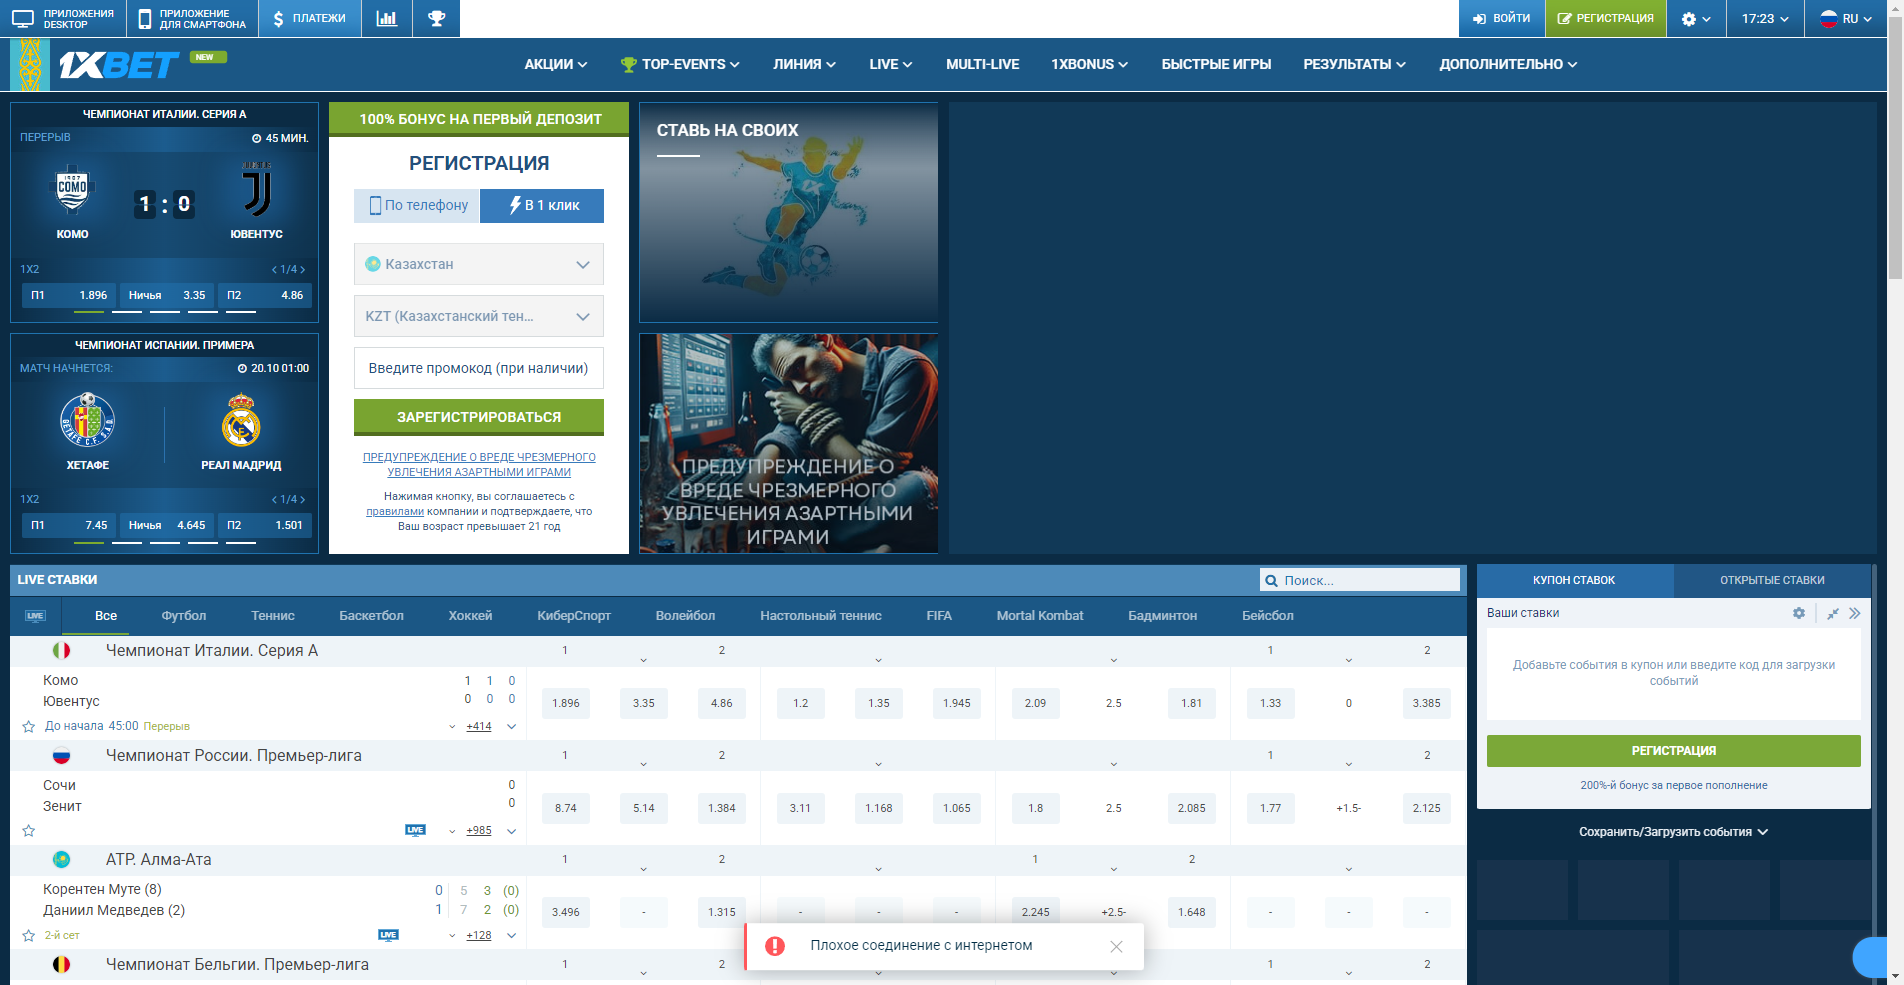 ПРИЛОЖЕНИЯ
DESKTOP
ПРИЛОЖЕНИЕ
ДЛЯ СМАРТФОНА
ПЛАТЕЖИ
ВОЙТИ
РЕГИСТРАЦИЯ
17:23
RU
1XBET
NEW
АКЦИИ
TOP-EVENTS
ЛИНИЯ
LIVE
MULTI-LIVE
1XBONUS
БЫСТРЫЕ ИГРЫ
РЕЗУЛЬТАТЫ
ДОПОЛНИТЕЛЬНО
ЧЕМПИОНАТ ИТАЛИИ. СЕРИЯ А
ПЕРЕРЫВ 45 МИН.
1 : 0
КОМО ЮВЕНТУС
1X2 1/4
П1 1.896 Ничья 3.35 П2 4.86
ЧЕМПИОНАТ ИСПАНИИ. ПРИМЕРА
МАТЧ НАЧНЕТСЯ: 20.10 01:00
ХЕТАФЕ РЕАЛ МАДРИД
1X2 1/4
П1 7.45 Ничья 4.645 П2 1.501
100% БОНУС НА ПЕРВЫЙ ДЕПОЗИТ
РЕГИСТРАЦИЯ
По телефону В 1 клик
Казахстан
KZT (Казахстанский тен...
Введите промокод (при наличии)
ЗАРЕГИСТРИРОВАТЬСЯ
ПРЕДУПРЕЖДЕНИЕ О ВРЕДЕ ЧРЕЗМЕРНОГО
УВЛЕЧЕНИЯ АЗАРТНЫМИ ИГРАМИ
Нажимая кнопку, вы соглашаетесь с
правилами компании и подтверждаете, что
Ваш возраст превышает 21 год
СТАВЬ НА СВОИХ
ПРЕДУПРЕЖДЕНИЕ О
ВРЕДЕ ЧРЕЗМЕРНОГО
УВЛЕЧЕНИЯ АЗАРТНЫМИ
ИГРАМИ
LIVE СТАВКИ
Поиск...
LIVE Все Футбол Теннис Баскетбол Хоккей КиберСпорт Волейбол Настольный теннис FIFA Mortal Kombat Бадминтон Бейсбол
Чемпионат Италии. Серия А 1 2 1 2
Комо 1 1 0
Ювентус 0 0 0
1.896 3.35 4.86 1.2 1.35 1.945 2.09 2.5 1.81 1.33 0 3.385
До начала 45:00 Перерыв +414
Чемпионат России. Премьер-лига 1 2 1 2
Сочи 0
Зенит 0
8.74 5.14 1.384 3.11 1.168 1.065 1.8 2.5 2.085 1.77 +1.5- 2.125
LIVE +985
ATP. Алма-Ата 1 2 1 2
Корентен Муте (8) 0 5 3 (0)
Даниил Медведев (2) 1 7 2 (0)
3.496 - 1.315 - - - 2.245 +2.5- 1.648 - - -
2-й сет LIVE +128
Чемпионат Бельгии. Премьер-лига 1 2 1 2
Плохое соединение с интернетом
КУПОН СТАВОК ОТКРЫТЫЕ СТАВКИ
Ваши ставки
Добавьте события в купон или введите код для загрузки
событий
РЕГИСТРАЦИЯ
200%-й бонус за первое пополнение
Сохранить/Загрузить события